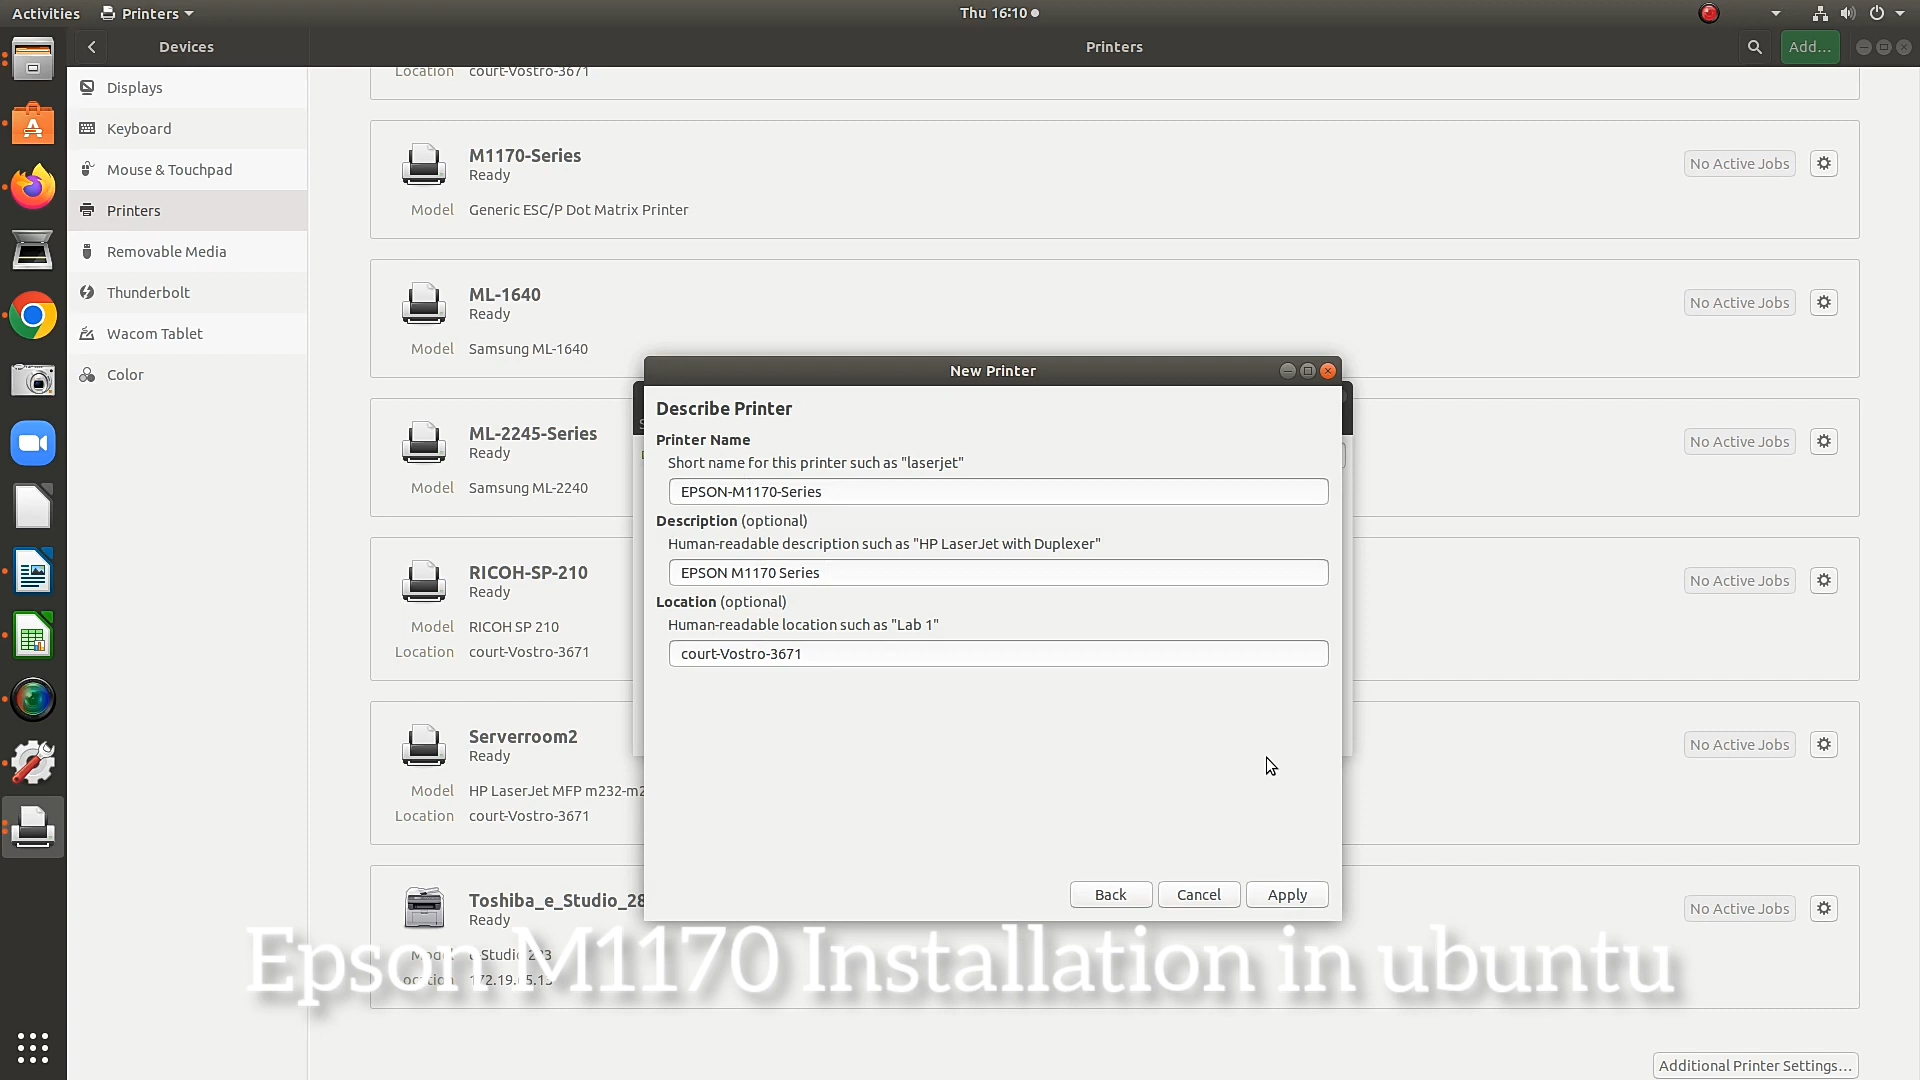 Activities Printers Thu 16:10
Devices Printers Add...
Displays
Keyboard
Mouse & Touchpad
Printers
Removable Media
Thunderbolt
Wacom Tablet
Color
Location court-Vostro-3671
M1170-Series
Ready
No Active Jobs
Model Generic ESC/P Dot Matrix Printer
ML-1640
Ready
No Active Jobs
Model Samsung ML-1640
ML-2245-Series
Ready
No Active Jobs
Model Samsung ML-2240
RICOH-SP-210
Ready
No Active Jobs
Model RICOH SP 210
Location court-Vostro-3671
Serverroom2
Ready
No Active Jobs
Model HP LaserJet MFP m232-m2
Location court-Vostro-3671
Toshiba_e_Studio_28
Ready
No Active Jobs
New Printer
Describe Printer
Printer Name
Short name for this printer such as "laserjet"
EPSON-M1170-Series
Description (optional)
Human-readable description such as "HP LaserJet with Duplexer"
EPSON M1170 Series
Location (optional)
Human-readable location such as "Lab 1"
court-Vostro-3671
Back Cancel Apply
Epson M1170 Installation in ubuntu
Additional Printer Settings...